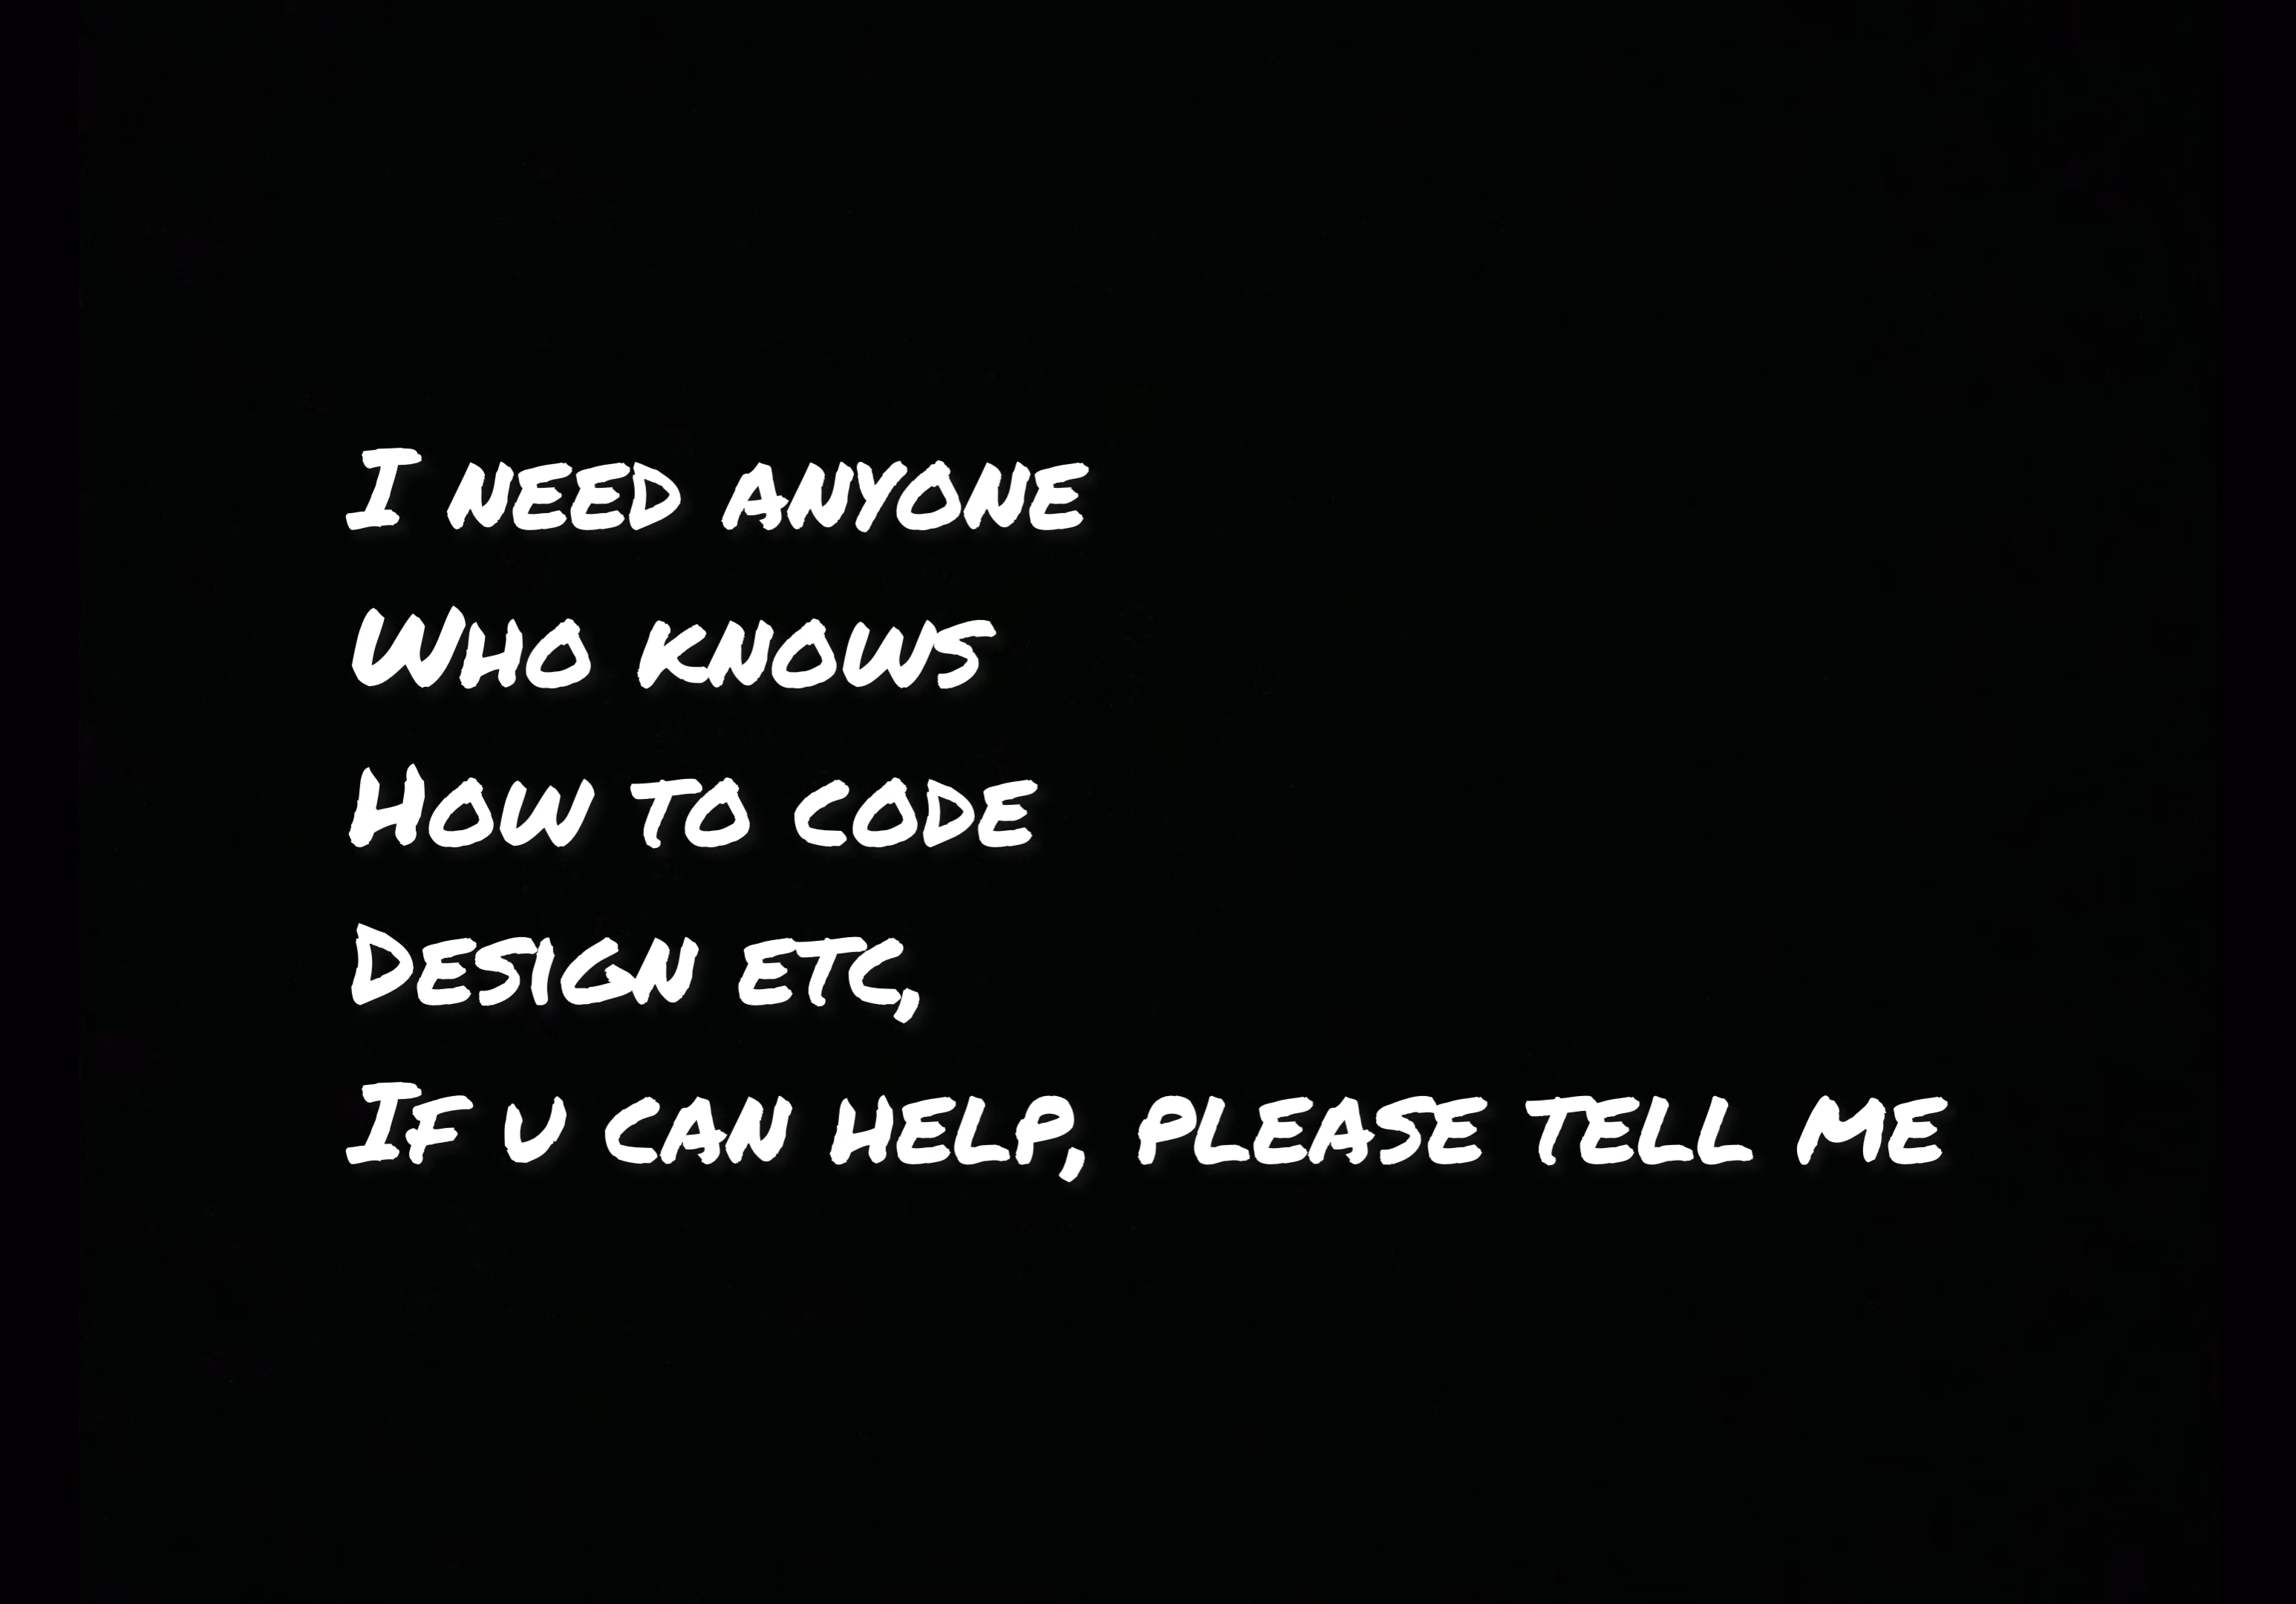 I need anyone
Who knows
How to code
Design etc,
If u can help, please tell me